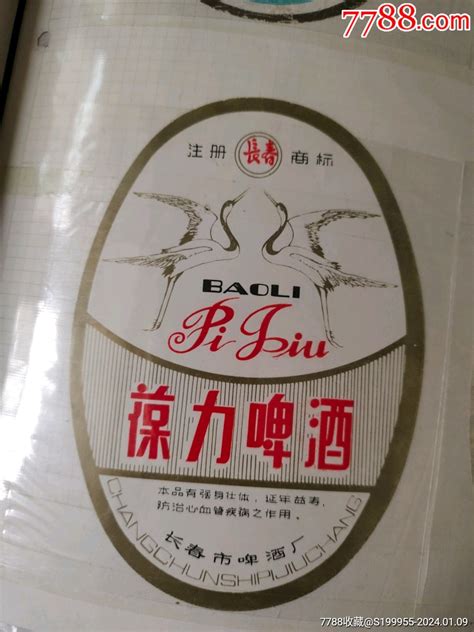 7788.com
注册 長春 商标
BAOLI
Pi Jiu
葆力啤酒
本品有强身壮体，延年益寿，
防治心血管疾病之作用。
长春市啤酒厂
CHANGCHUNSHIPIJIUCHANG
7788收藏@S199955-2024.01.09